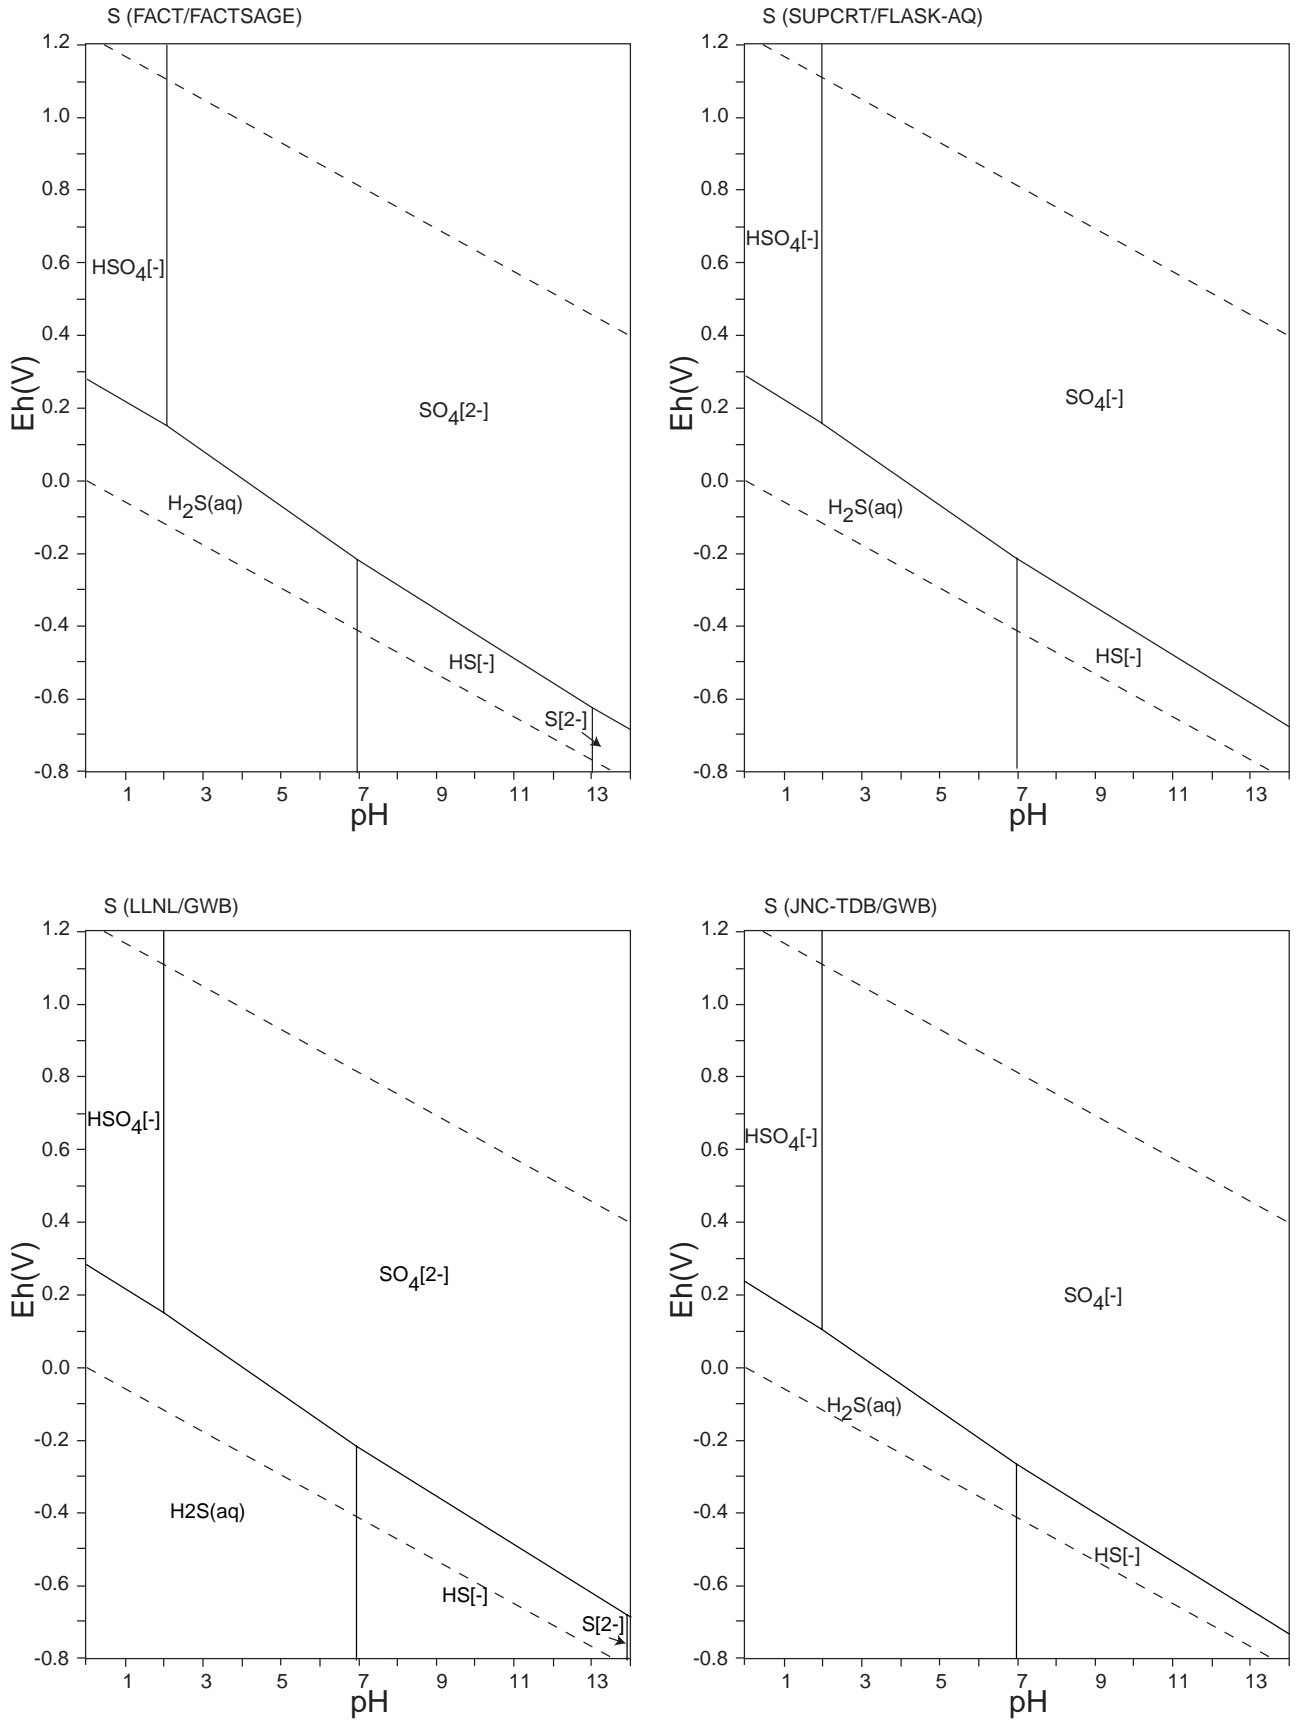 S (FACT/FACTSAGE)
1.2
1.0
0.8
0.6
0.4
0.2
0.0
-0.2
-0.4
-0.6
-0.8
Eh(V)
HSO4[-]
SO4[2-]
H2S(aq)
HS[-]
S[2-]
1 3 5 7 9 11 13
pH
S (SUPCRT/FLASK-AQ)
1.2
1.0
0.8
0.6
0.4
0.2
0.0
-0.2
-0.4
-0.6
-0.8
Eh(V)
HSO4[-]
SO4[-]
H2S(aq)
HS[-]
1 3 5 7 9 11 13
pH
S (LLNL/GWB)
1.2
1.0
0.8
0.6
0.4
0.2
0.0
-0.2
-0.4
-0.6
-0.8
Eh(V)
HSO4[-]
SO4[2-]
H2S(aq)
HS[-]
S[2-]
1 3 5 7 9 11 13
pH
S (JNC-TDB/GWB)
1.2
1.0
0.8
0.6
0.4
0.2
0.0
-0.2
-0.4
-0.6
-0.8
Eh(V)
HSO4[-]
SO4[-]
H2S(aq)
HS[-]
1 3 5 7 9 11 13
pH